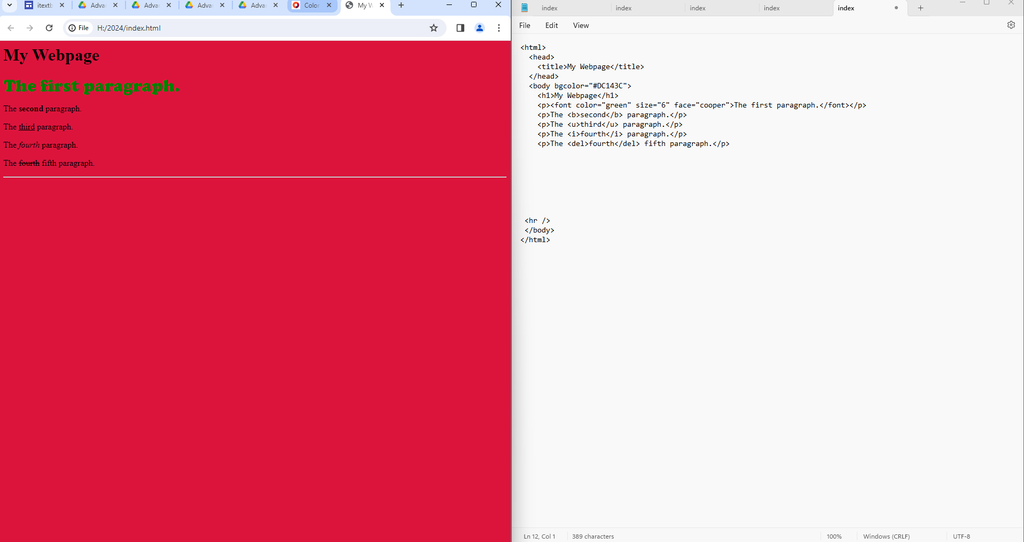 itext
Adva
Adva
Adva
Adva
Color
My W
File
H:/2024/index.html
My Webpage
The first paragraph.
The second paragraph.
The third paragraph.
The fourth paragraph.
The fourth fifth paragraph.
index
index
index
index
index
File Edit View
<html>
<head>
<title>My Webpage</title>
</head>
<body bgcolor="#DC143C">
<h1>My Webpage</h1>
<p><font color="green" size="6" face="cooper">The first paragraph.</font></p>
<p>The <b>second</b> paragraph.</p>
<p>The <u>third</u> paragraph.</p>
<p>The <i>fourth</i> paragraph.</p>
<p>The <del>fourth</del> fifth paragraph.</p>
<hr />
</body>
</html>
Ln 12, Col 1 389 characters 100% Windows (CRLF) UTF-8